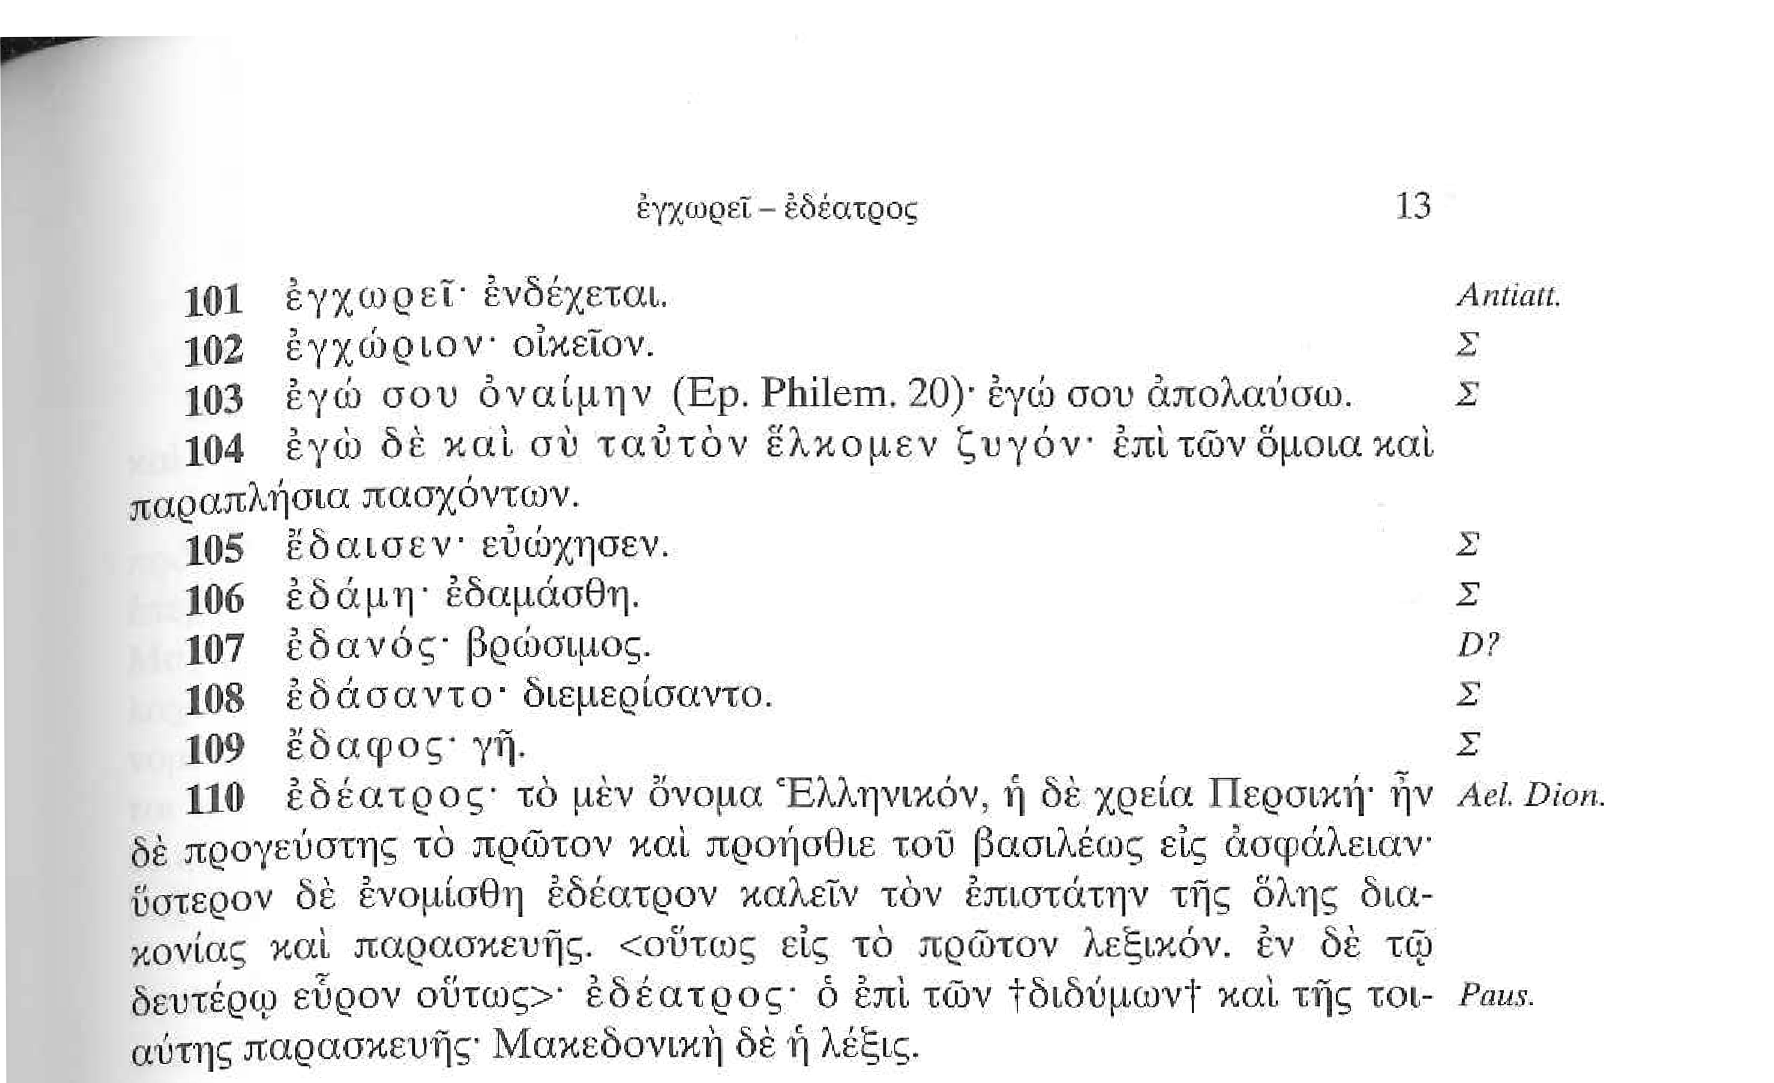 ἐγχωρεῖ – ἐδέατρος 13
101 ἐγχωρεῖ· ἐνδέχεται. Antiatt.
102 ἐγχώριον· οἰκεῖον. Σ
103 ἐγώ σου ὀναίμην (Ep. Philem. 20)· ἐγώ σου ἀπολαύσω. Σ
104 ἐγὼ δὲ καὶ σὺ ταὐτὸν ἕλκομεν ζυγόν· ἐπὶ τῶν ὅμοια καὶ
παραπλήσια πασχόντων.
105 ἔδαισεν· εὐώχησεν. Σ
106 ἐδάμη· ἐδαμάσθη. Σ
107 ἐδανός· βρώσιμος. D?
108 ἐδάσαντο· διεμερίσαντο. Σ
109 ἔδαφος· γῆ. Σ
110 ἐδέατρος· τὸ μὲν ὄνομα Ἑλληνικόν, ἡ δὲ χρεία Περσική· ἦν Ael. Dion.
δὲ προγεύστης τὸ πρῶτον καὶ προήσθιε τοῦ βασιλέως εἰς ἀσφάλειαν·
ὕστερον δὲ ἐνομίσθη ἐδέατρον καλεῖν τὸν ἐπιστάτην τῆς ὅλης δια-
κονίας καὶ παρασκευῆς. <οὕτως εἰς τὸ πρῶτον λεξικόν. ἐν δὲ τῷ
δευτέρῳ εὗρον οὕτως>· ἐδέατρος· ὁ ἐπὶ τῶν †διδύμων† καὶ τῆς τοι- Paus.
αύτης παρασκευῆς· Μακεδονικὴ δὲ ἡ λέξις.